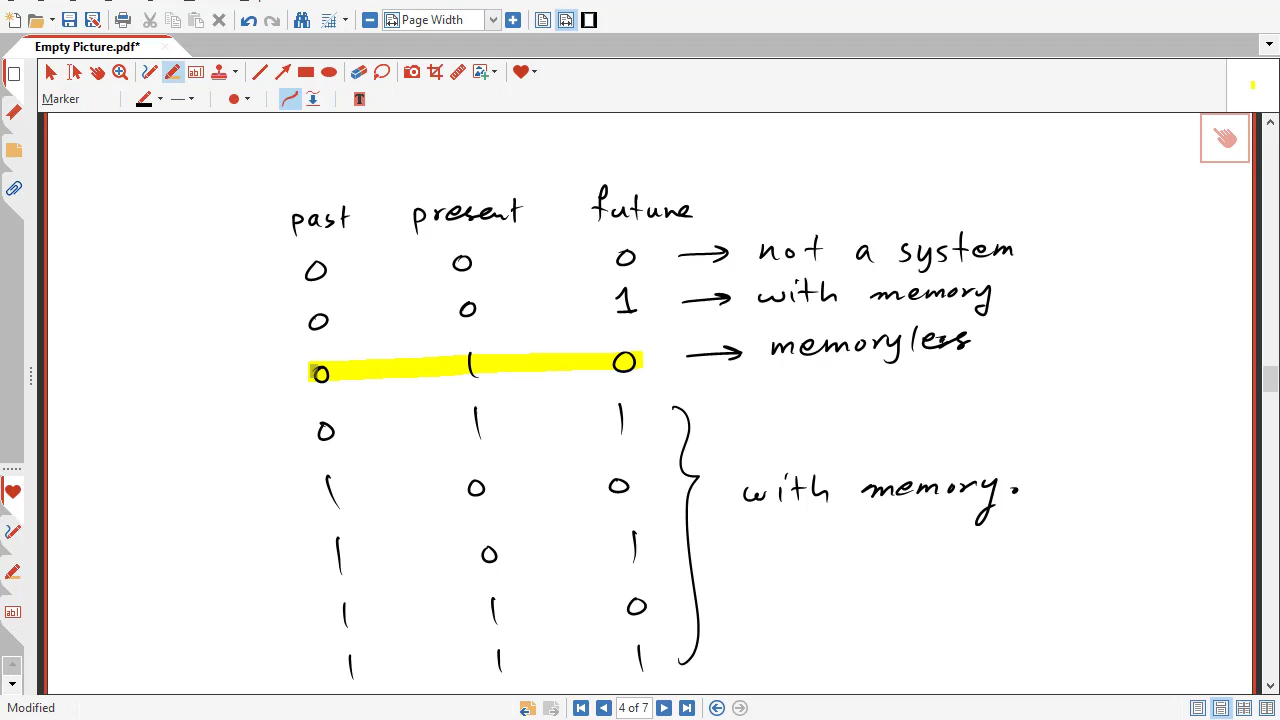 Page Width
Empty Picture.pdf*
Marker
past present future
0 0 0 → not a system
0 0 1 → with memory
0 1 0 → memoryless
0 1 1
1 0 0
with memory.
1 0 1
1 1 0
1 1 1
Modified
4 of 7